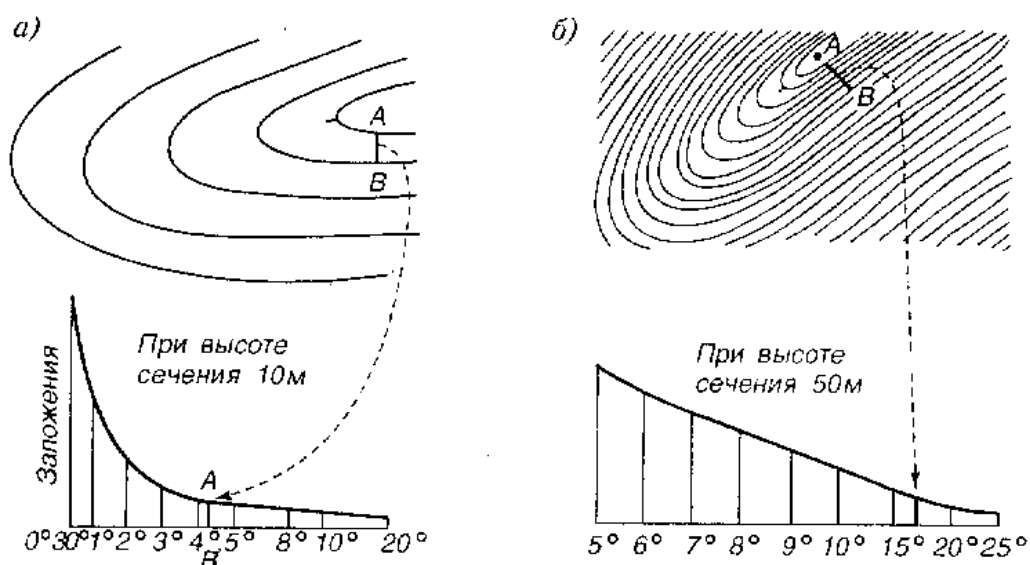 а)
A
B
При высоте
сечения 10м
Заложения
A
0°30' 1° 2° 3° 4° 5° 8° 10° 20°
B
б)
A
B
При высоте
сечения 50м
5° 6° 7° 8° 9° 10° 15° 20° 25°